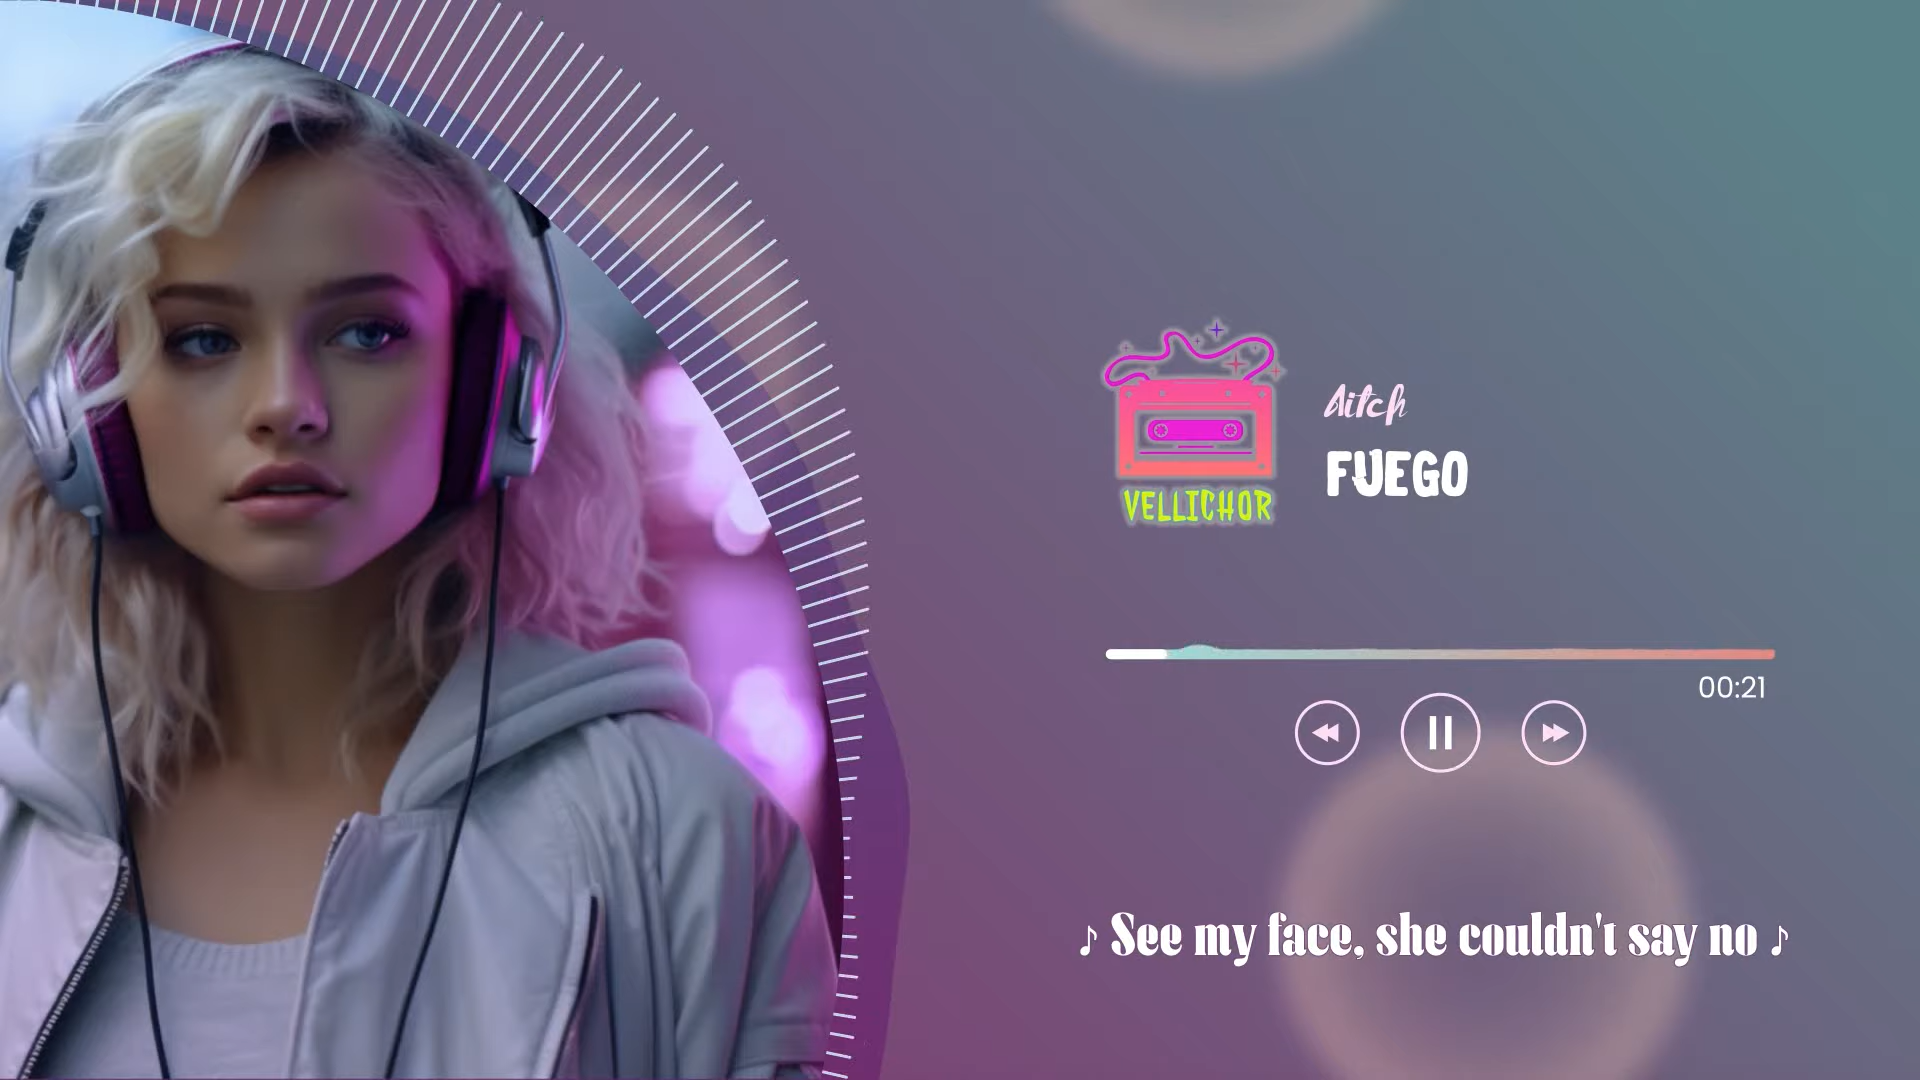 Aitch
FUEGO
VELLICHOR
00:21
♪ See my face, she couldn't say no ♪